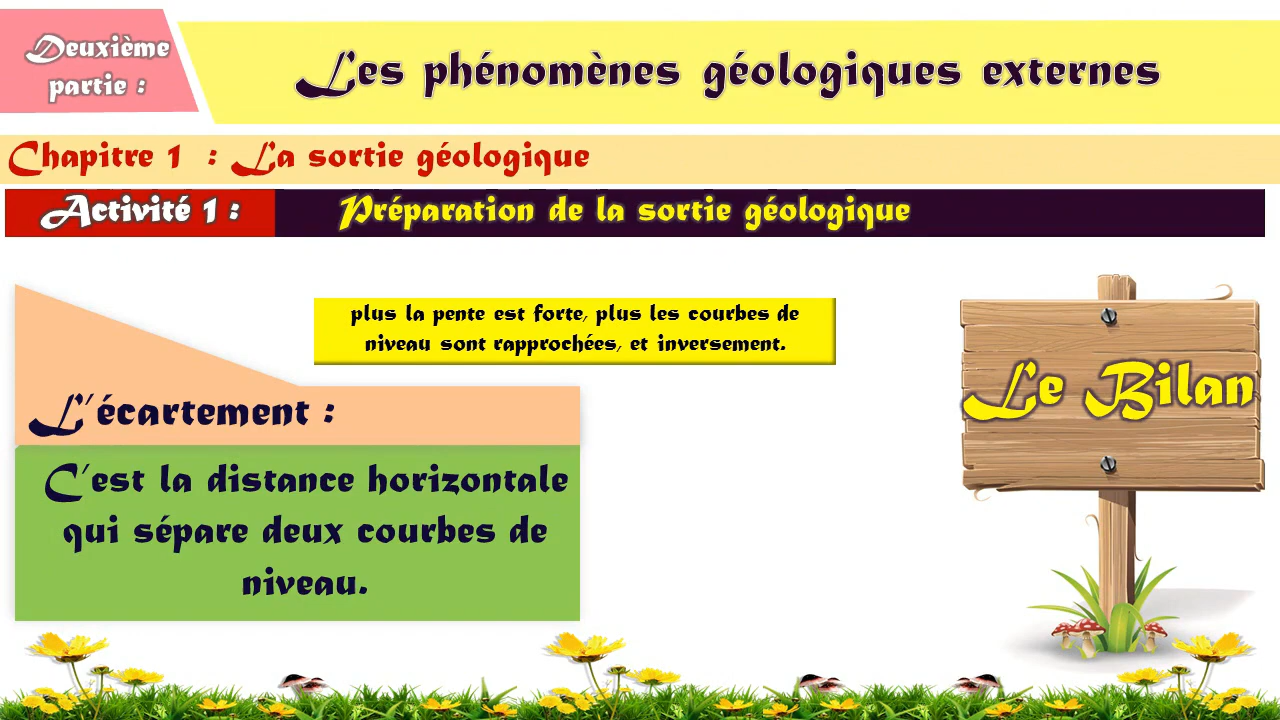 Deuxième
partie :
Les phénomènes géologiques externes
Chapitre 1 : La sortie géologique
Activité 1 :
Préparation de la sortie géologique
plus la pente est forte, plus les courbes de
niveau sont rapprochées, et inversement.
L'écartement :
C'est la distance horizontale
qui sépare deux courbes de
niveau.
Le Bilan